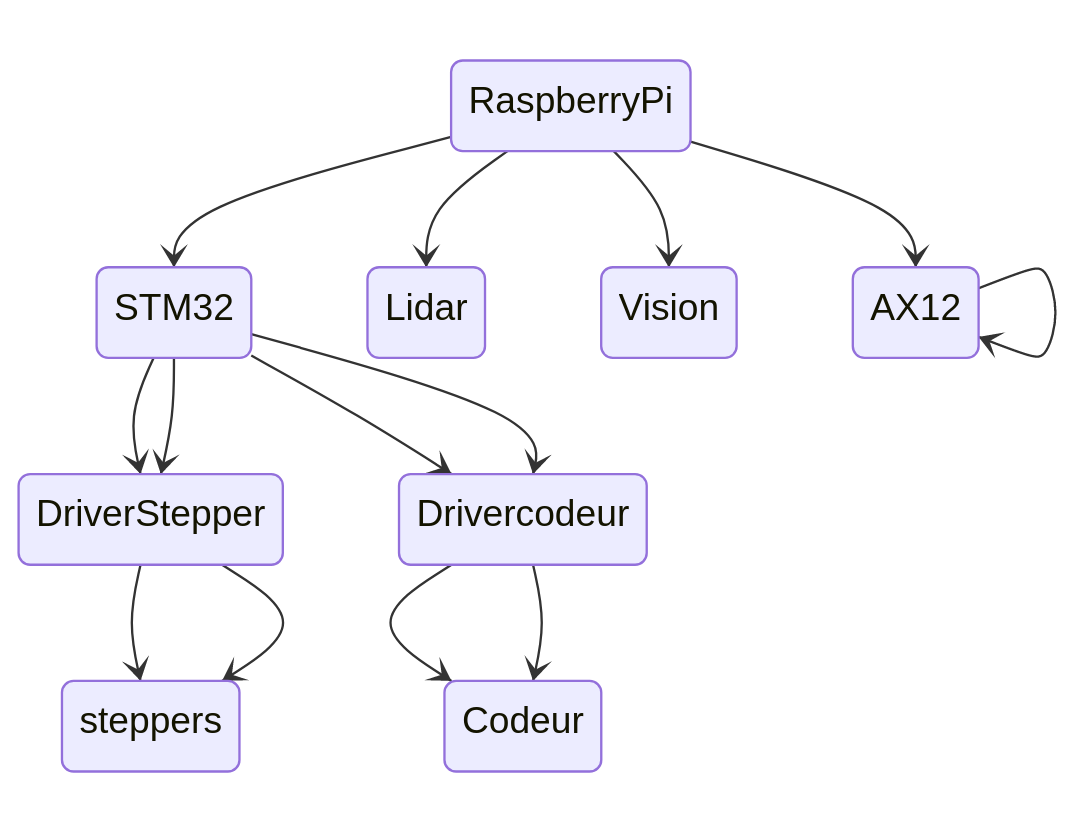 RaspberryPi
STM32
Lidar
Vision
AX12
DriverStepper
Drivercodeur
steppers
Codeur